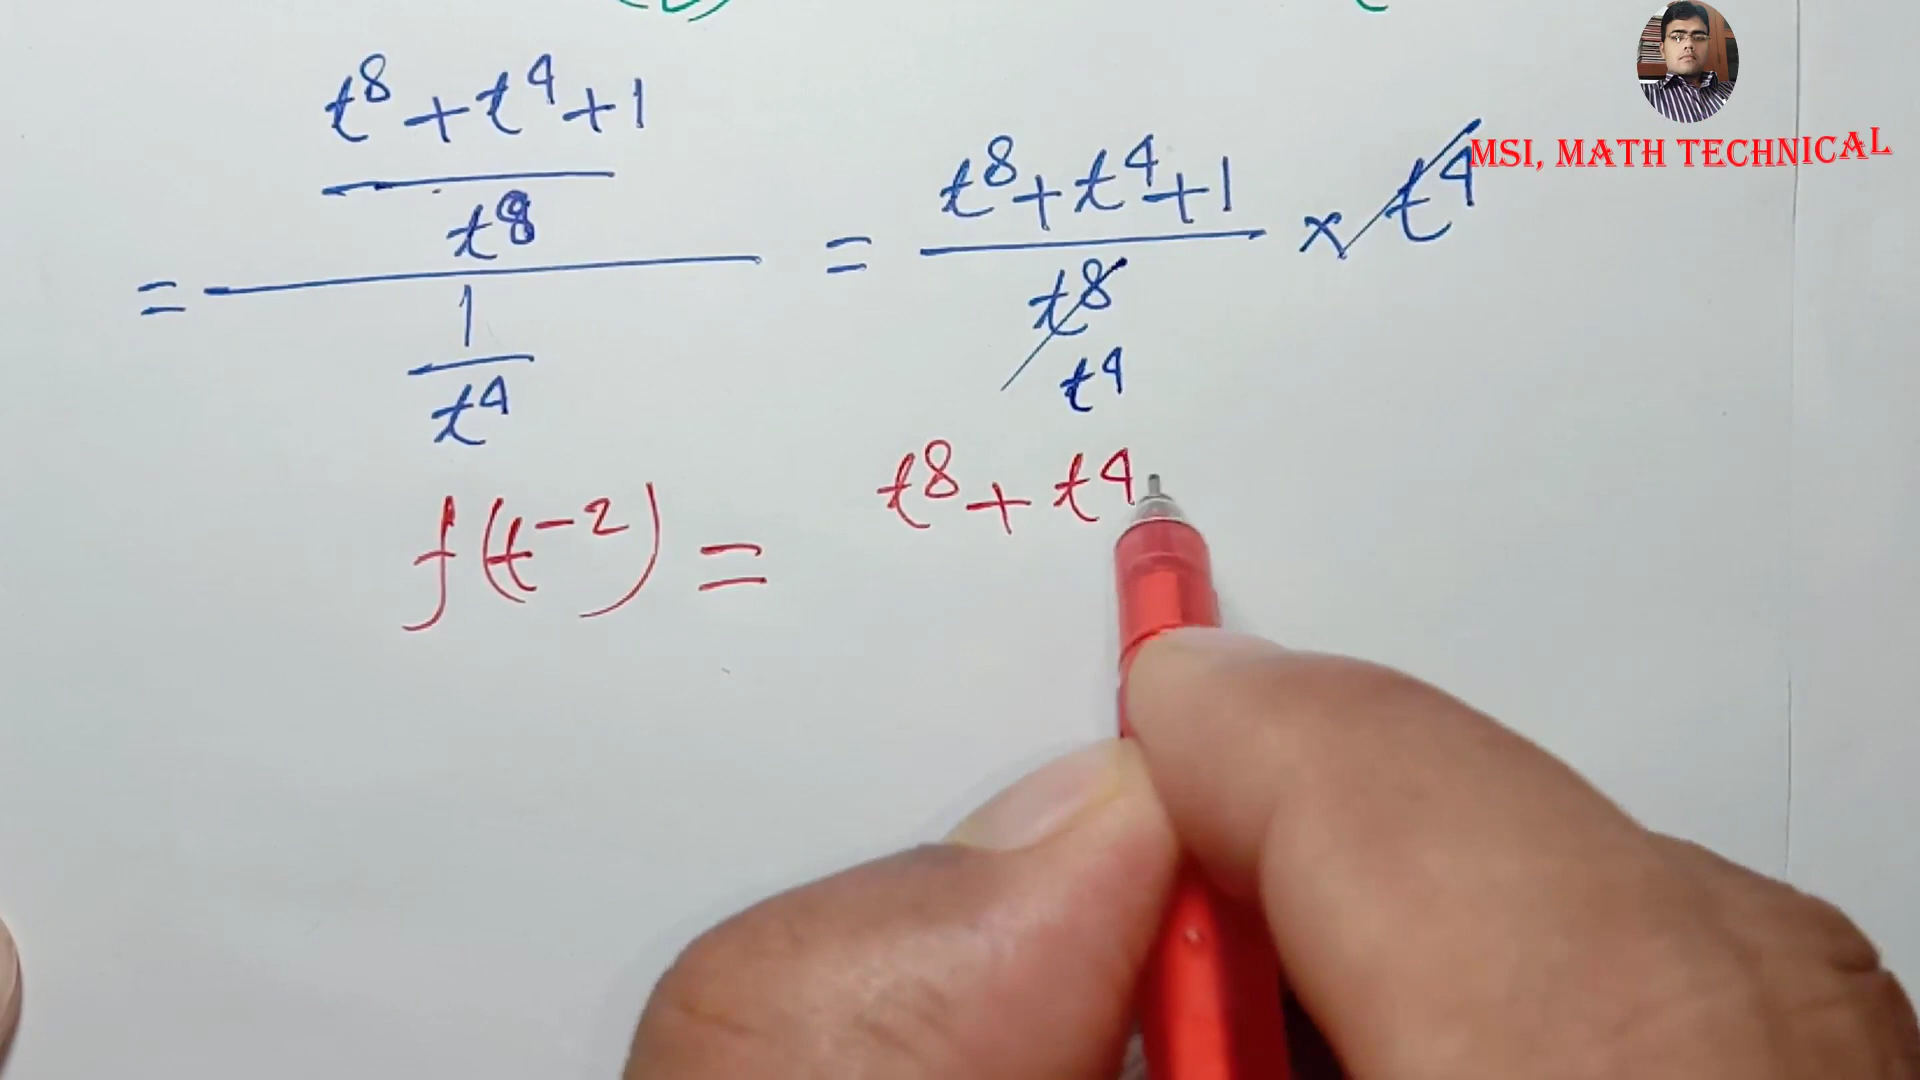 MSI, MATH TECHNICAL
= (t⁸ + t⁴ + 1 / t⁸) / (1 / t⁴) = t⁸ + t⁴ + 1 / t⁸ × t⁴
t⁴
f(t⁻²) = t⁸ + t⁴